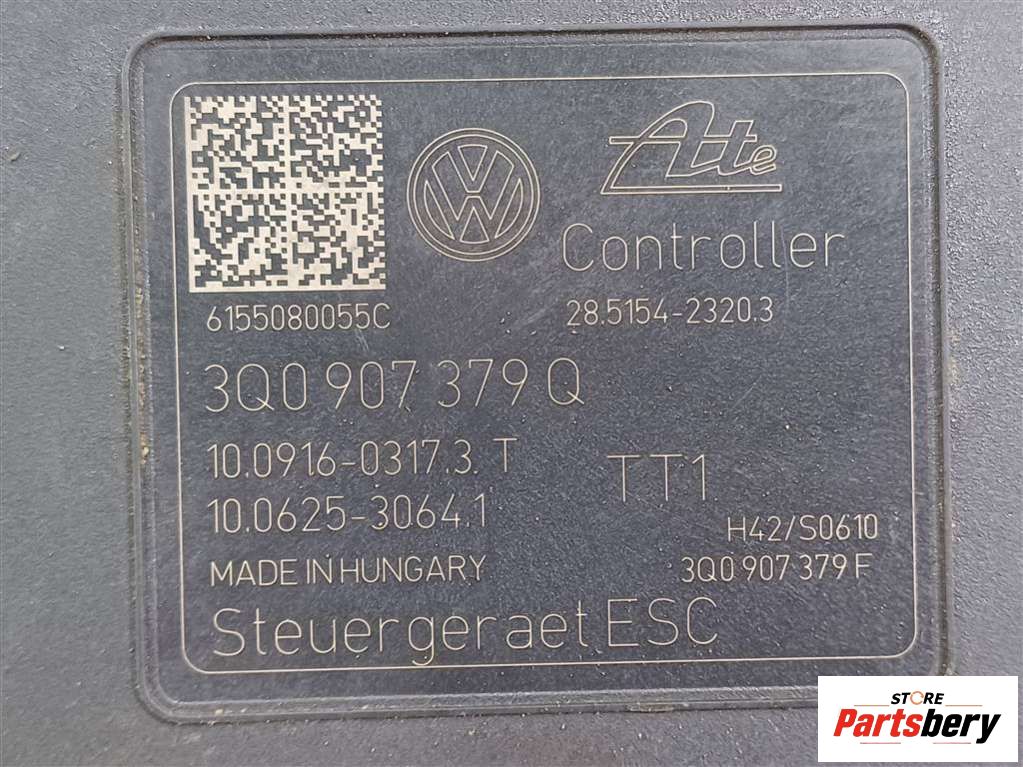 Ate
Controller
6155080055C
28.5154-2320.3
3Q0 907 379 Q
10.0916-0317.3. T
10.0625-3064.1
TT1
H42/S0610
MADE IN HUNGARY
3Q0 907 379 F
Steuergeraet ESC
STORE
Partsbery